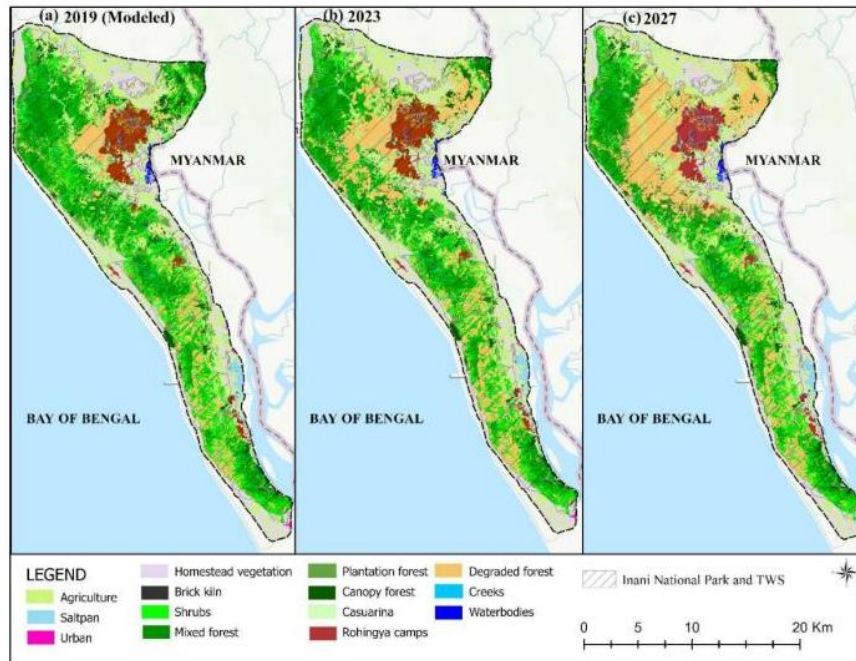 (a) 2019 (Modeled)
(b) 2023
(c) 2027
MYANMAR
MYANMAR
MYANMAR
BAY OF BENGAL
BAY OF BENGAL
BAY OF BENGAL
LEGEND
Agriculture
Saltpan
Urban
Homestead vegetation
Brick kiln
Shrubs
Mixed forest
Plantation forest
Canopy forest
Casuarina
Rohingya camps
Degraded forest
Creeks
Waterbodies
Inani National Park and TWS
0 5 10 20 Km